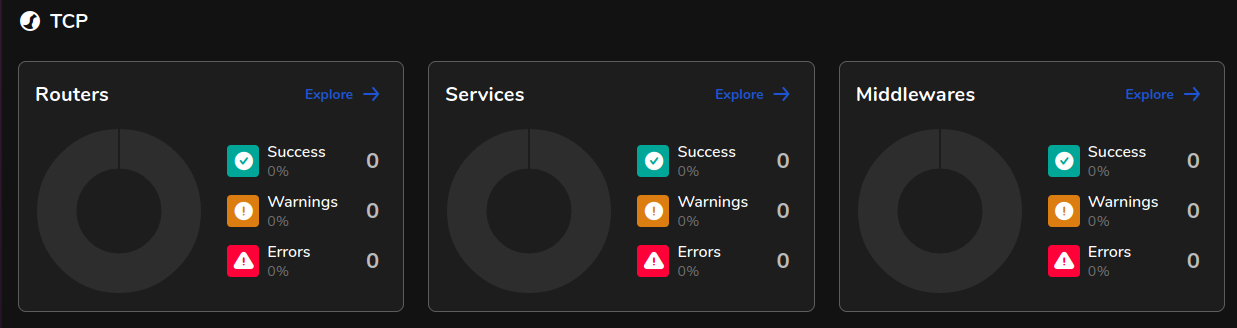 TCP
Routers
Explore
Success
0%
0
Warnings
0%
0
Errors
0%
0
Services
Explore
Success
0%
0
Warnings
0%
0
Errors
0%
0
Middlewares
Explore
Success
0%
0
Warnings
0%
0
Errors
0%
0